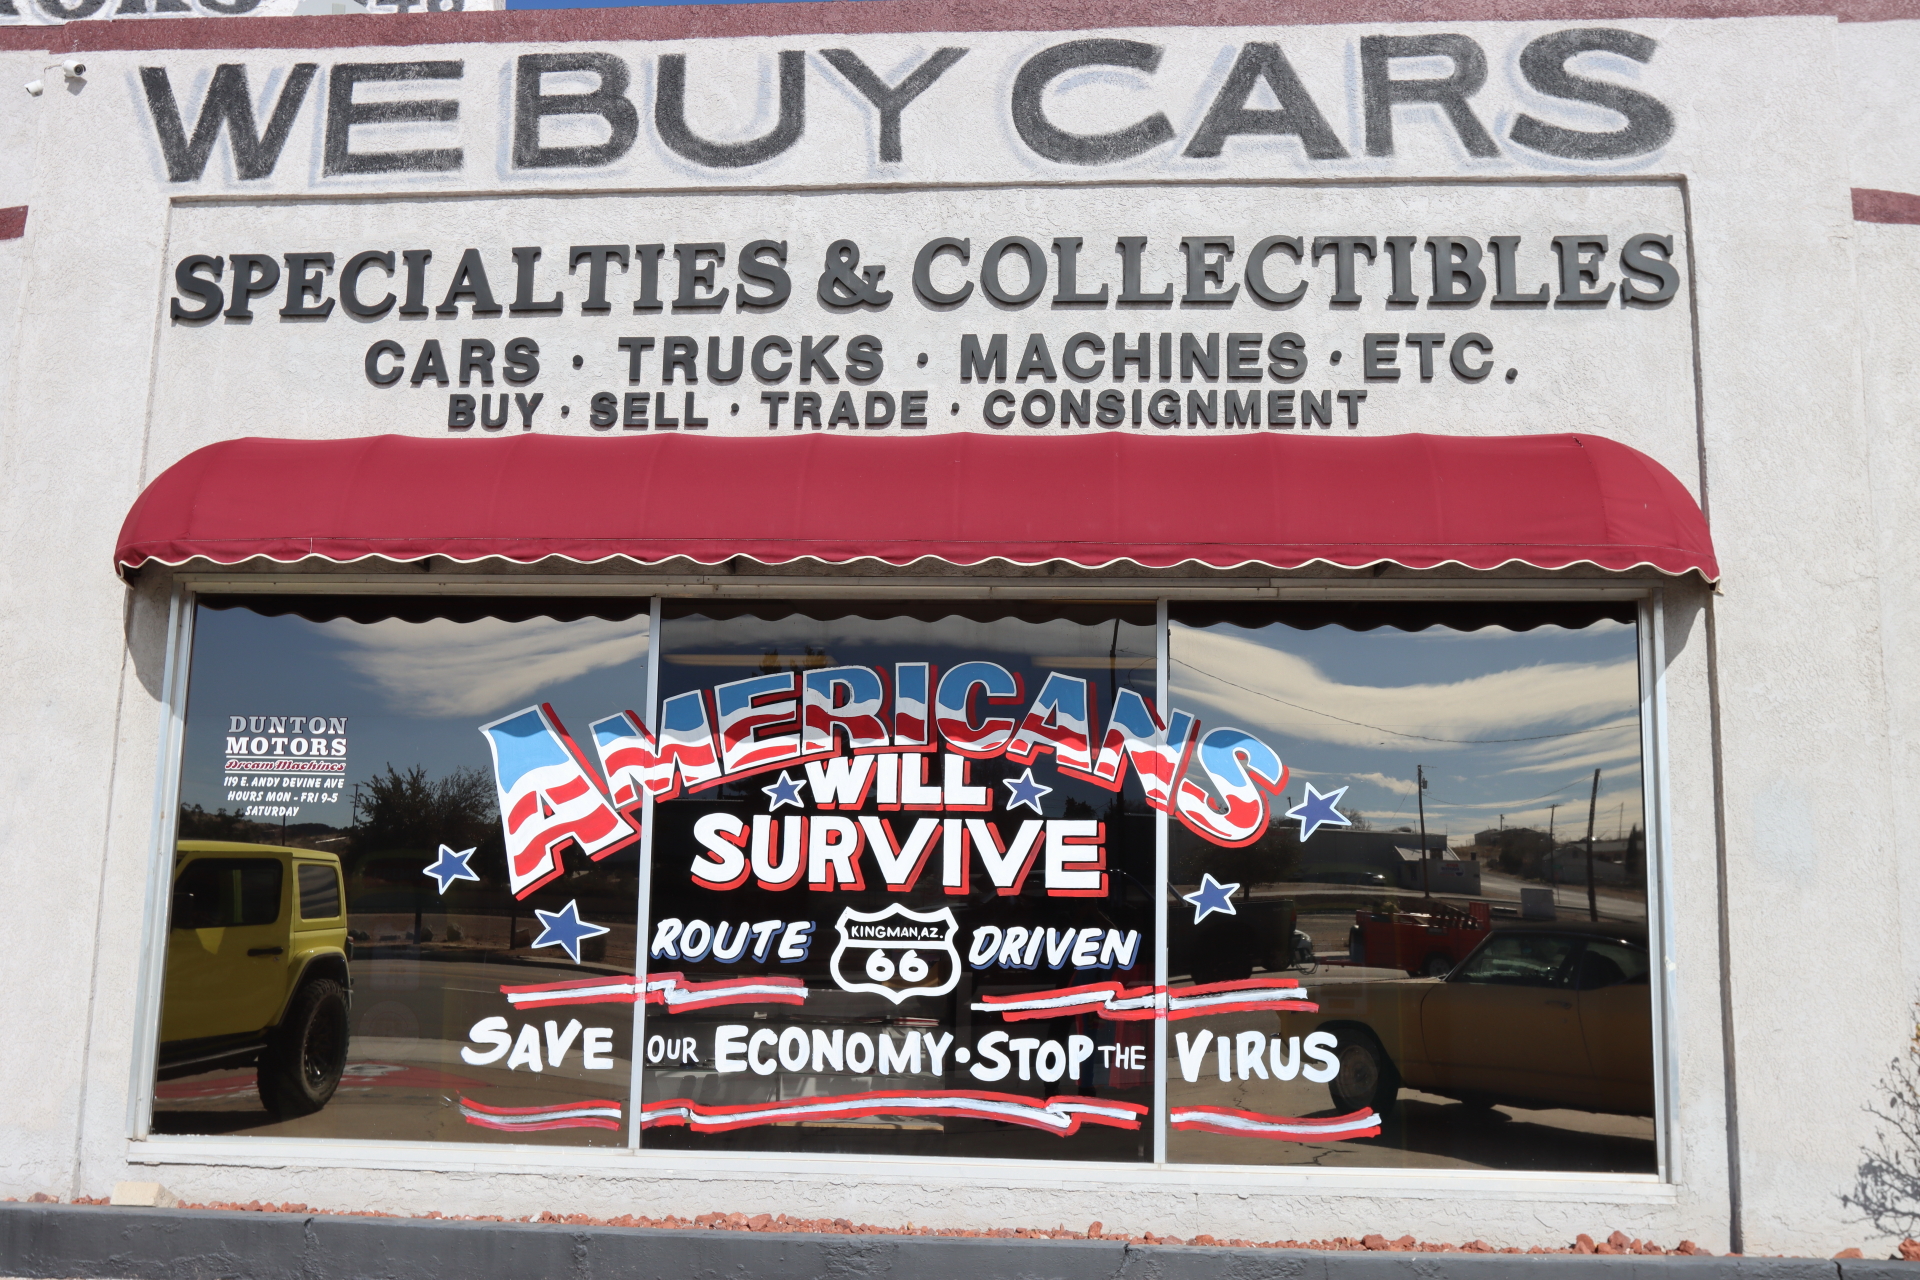 WE BUY CARS
SPECIALTIES & COLLECTIBLES
CARS · TRUCKS · MACHINES · ETC.
BUY · SELL · TRADE · CONSIGNMENT
DUNTON
MOTORS
Dream Machines
119 E. ANDY DEVINE AVE
HOURS MON - FRI 9-5
SATURDAY
AMERICANS
WILL
SURVIVE
ROUTE KINGMAN, AZ. 66 DRIVEN
SAVE OUR ECONOMY · STOP THE VIRUS